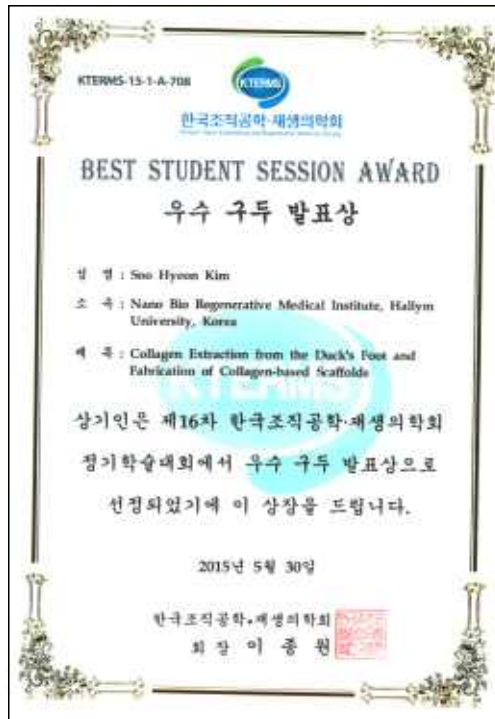 KTERMS-15-1-A-708
KTERMS
한국조직공학·재생의학회
BEST STUDENT SESSION AWARD
우수 구두 발표상
성 명 : Soo Hyeon Kim
소 속 : Nano Bio Regenerative Medical Institute, Hallym
University, Korea
제 목 : Collagen Extraction from the Duck's Foot and
Fabrication of Collagen-based Scaffolds
KTERMS
상기인은 제16차 한국조직공학·재생의학회
정기학술대회에서 우수 구두 발표상으로
선정되었기에 이 상장을 드립니다.
2015년 5월 30일
한국조직공학·재생의학회
회 장 이 종 원